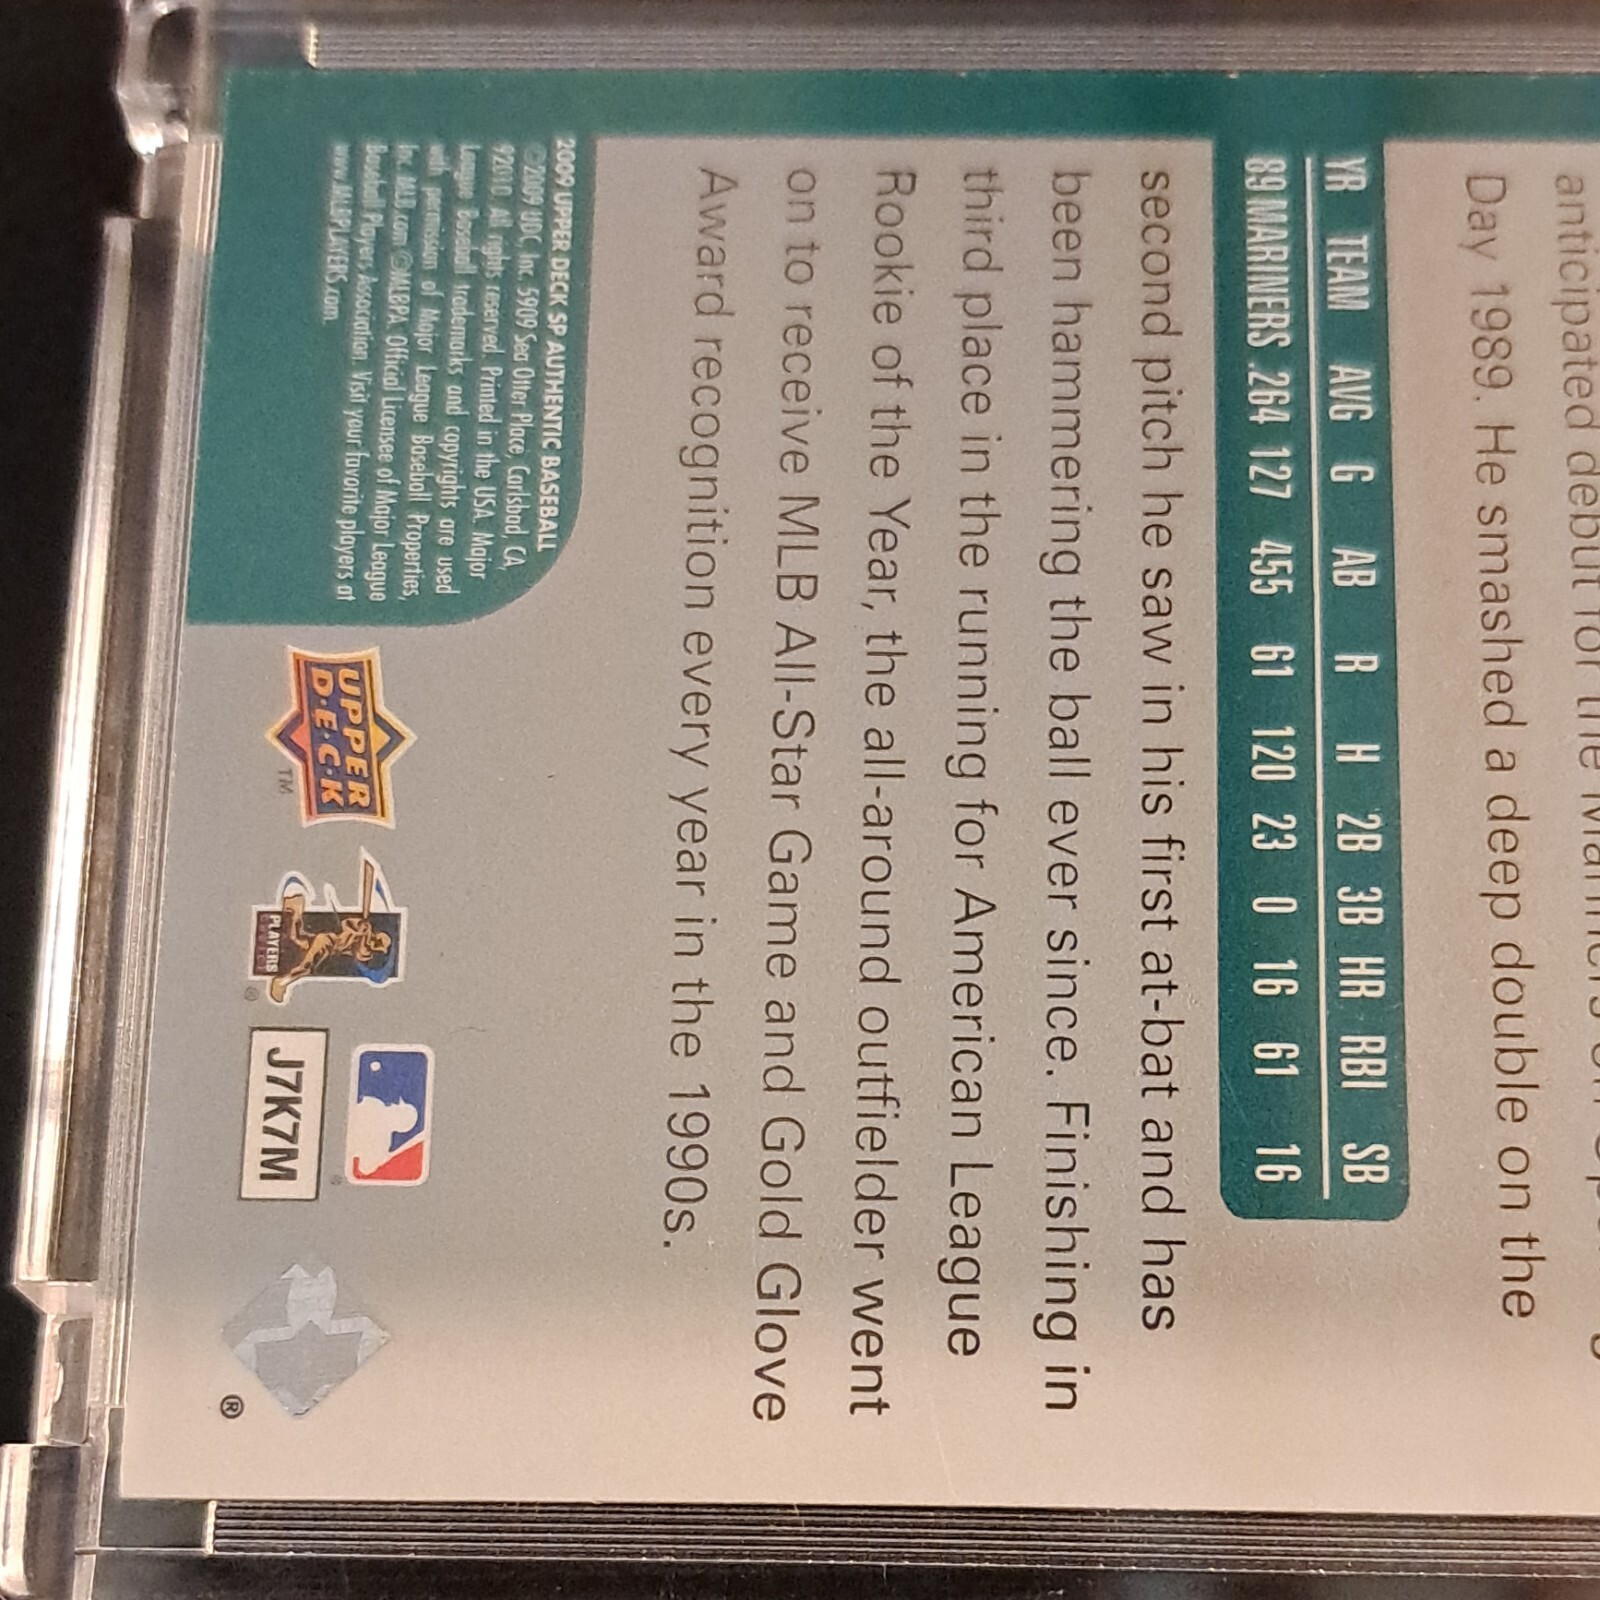 anticipated debut for the Mariners on
Day 1989. He smashed a deep double on the
YR TEAM AVG G AB R H 2B 3B HR RBI SB
89 MARINERS .264 127 455 61 120 23 0 16 61 16
second pitch he saw in his first at-bat and has
been hammering the ball ever since. Finishing in
third place in the running for American League
Rookie of the Year, the all-around outfielder went
on to receive MLB All-Star Game and Gold Glove
Award recognition every year in the 1990s.
2009 UPPER DECK SP AUTHENTIC BASEBALL
©2009 UDC, Inc. 5909 Sea Otter Place, Carlsbad, CA
92010. All rights reserved. Printed in the USA. Major
League Baseball trademarks and copyrights are used
with permission of Major League Baseball Properties,
Inc. MLB.com ©MLBPA Official Licensee of Major League
Baseball Players Association. Visit your favorite players at
www.MLBPLAYERS.com.
UPPER
D·E·C·K
TM
PLAYERS
®
J7K7M
®
®